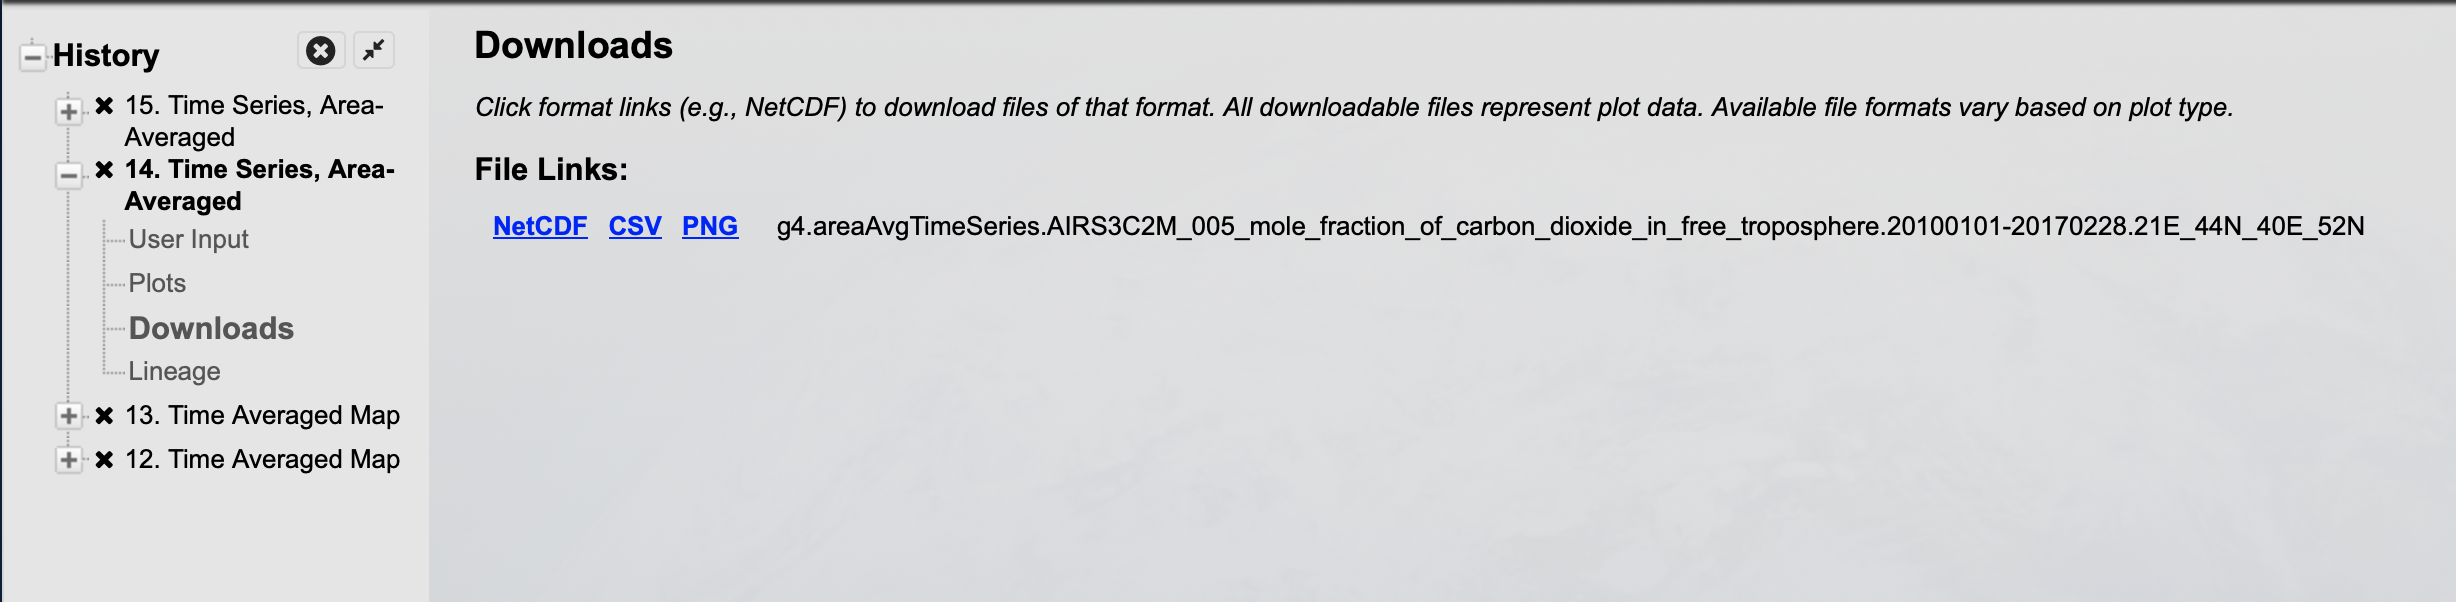 History
15. Time Series, Area-
Averaged
14. Time Series, Area-
Averaged
User Input
Plots
Downloads
Lineage
13. Time Averaged Map
12. Time Averaged Map
Downloads
Click format links (e.g., NetCDF) to download files of that format. All downloadable files represent plot data. Available file formats vary based on plot type.
File Links:
NetCDF CSV PNG g4.areaAvgTimeSeries.AIRS3C2M_005_mole_fraction_of_carbon_dioxide_in_free_troposphere.20100101-20170228.21E_44N_40E_52N